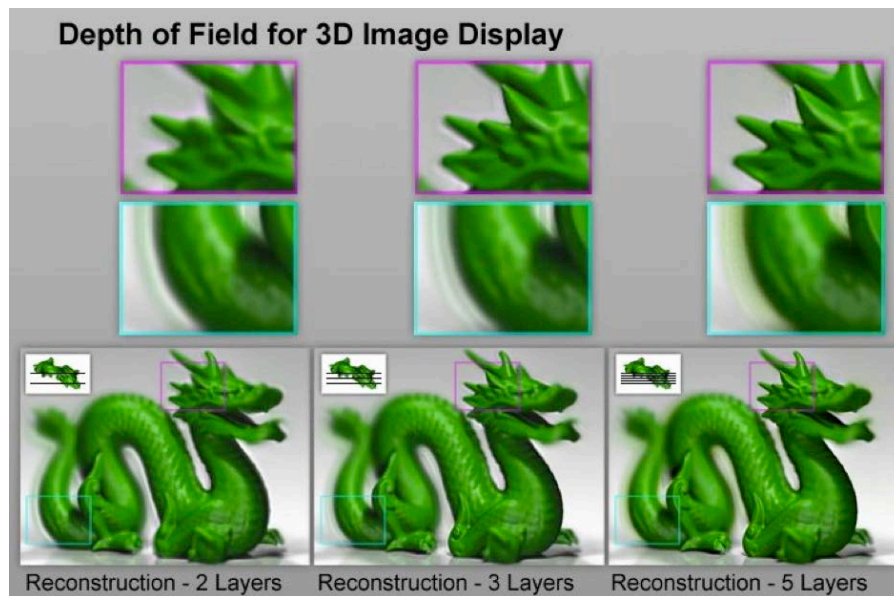 Depth of Field for 3D Image Display
Reconstruction - 2 Layers
Reconstruction - 3 Layers
Reconstruction - 5 Layers